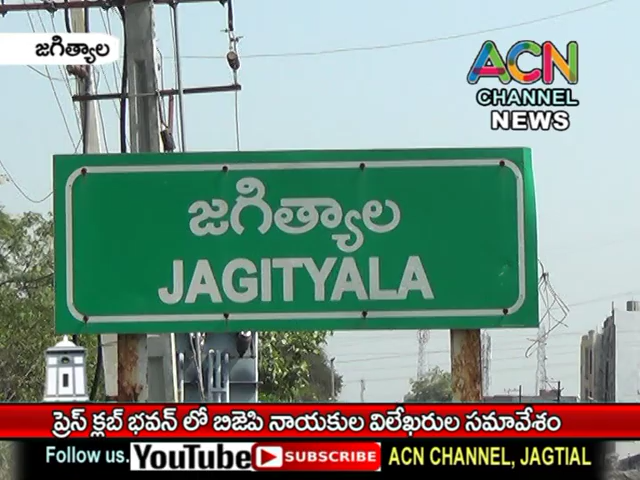 జగిత్యాల
ACN
CHANNEL
NEWS
జగిత్యాల
JAGITYALA
ప్రెస్ క్లబ్ భవన్ లో బిజెపి నాయకుల విలేఖరుల సమావేశం
Follow us. YouTube SUBSCRIBE ACN CHANNEL, JAGTIAL